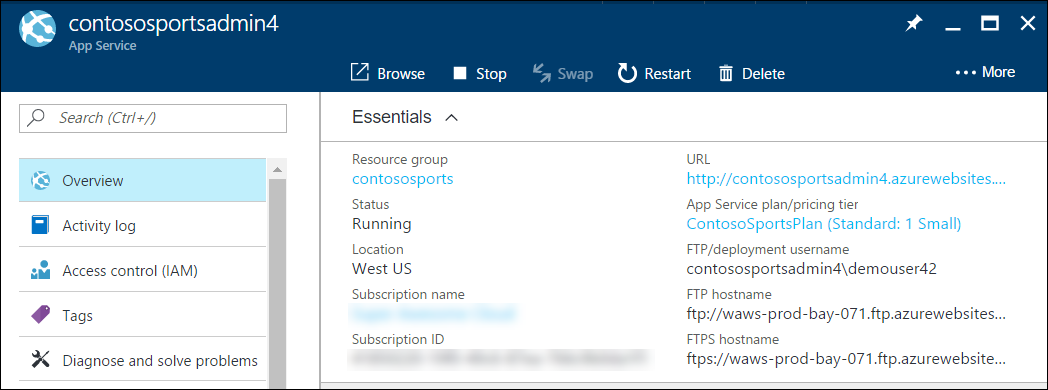 contososportsadmin4
App Service
Browse
Stop
Swap
Restart
Delete
More
Search (Ctrl+/)
Overview
Activity log
Access control (IAM)
Tags
Diagnose and solve problems
Essentials
Resource group
contososports
Status
Running
Location
West US
Subscription name
Subscription ID
URL
http://contososportsadmin4.azurewebsites....
App Service plan/pricing tier
ContosoSportsPlan (Standard: 1 Small)
FTP/deployment username
contososportsadmin4\demouser42
FTP hostname
ftp://waws-prod-bay-071.ftp.azurewebsites...
FTPS hostname
ftps://waws-prod-bay-071.ftp.azurewebsite...